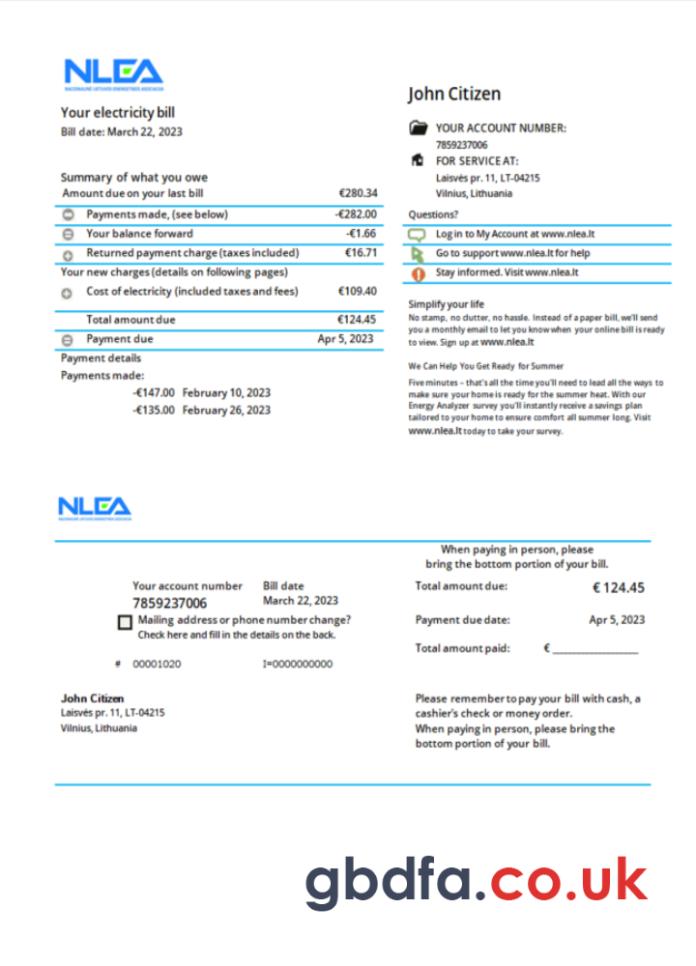 NLEA
NACIONALINĖ LIETUVOS ENERGETIKOS ASOCIACIJA
Your electricity bill
Bill date: March 22, 2023
Summary of what you owe
Amount due on your last bill €280.34
Payments made, (see below) -€282.00
Your balance forward -€1.66
Returned payment charge (taxes included) €16.71
Your new charges (details on following pages)
Cost of electricity (included taxes and fees) €109.40
Total amount due €124.45
Payment due Apr 5, 2023
Payment details
Payments made:
-€147.00 February 10, 2023
-€135.00 February 26, 2023
John Citizen
YOUR ACCOUNT NUMBER:
7859237006
FOR SERVICE AT:
Laisvės pr. 11, LT-04215
Vilnius, Lithuania
Questions?
Log in to My Account at www.nlea.lt
Go to support www.nlea.lt for help
Stay informed. Visit www.nlea.lt
Simplify your life
No stamp, no clutter, no hassle. Instead of a paper bill, we'll send
you a monthly email to let you know when your online bill is ready
to view. Sign up at www.nlea.lt
We Can Help You Get Ready for Summer
Five minutes – that's all the time you'll need to lead all the ways to
make sure your home is ready for the summer heat. With our
Energy Analyzer survey you'll instantly receive a savings plan
tailored to your home to ensure comfort all summer long. Visit
www.nlea.lt today to take your survey.
NLEA
NACIONALINĖ LIETUVOS ENERGETIKOS ASOCIACIJA
When paying in person, please
bring the bottom portion of your bill.
Your account number Bill date
7859237006 March 22, 2023
Mailing address or phone number change?
Check here and fill in the details on the back.
# 00001020 I=0000000000
Total amount due: € 124.45
Payment due date: Apr 5, 2023
Total amount paid: € ________________
John Citizen
Laisvės pr. 11, LT-04215
Vilnius, Lithuania
Please remember to pay your bill with cash, a
cashier's check or money order.
When paying in person, please bring the
bottom portion of your bill.
gbdfa.co.uk